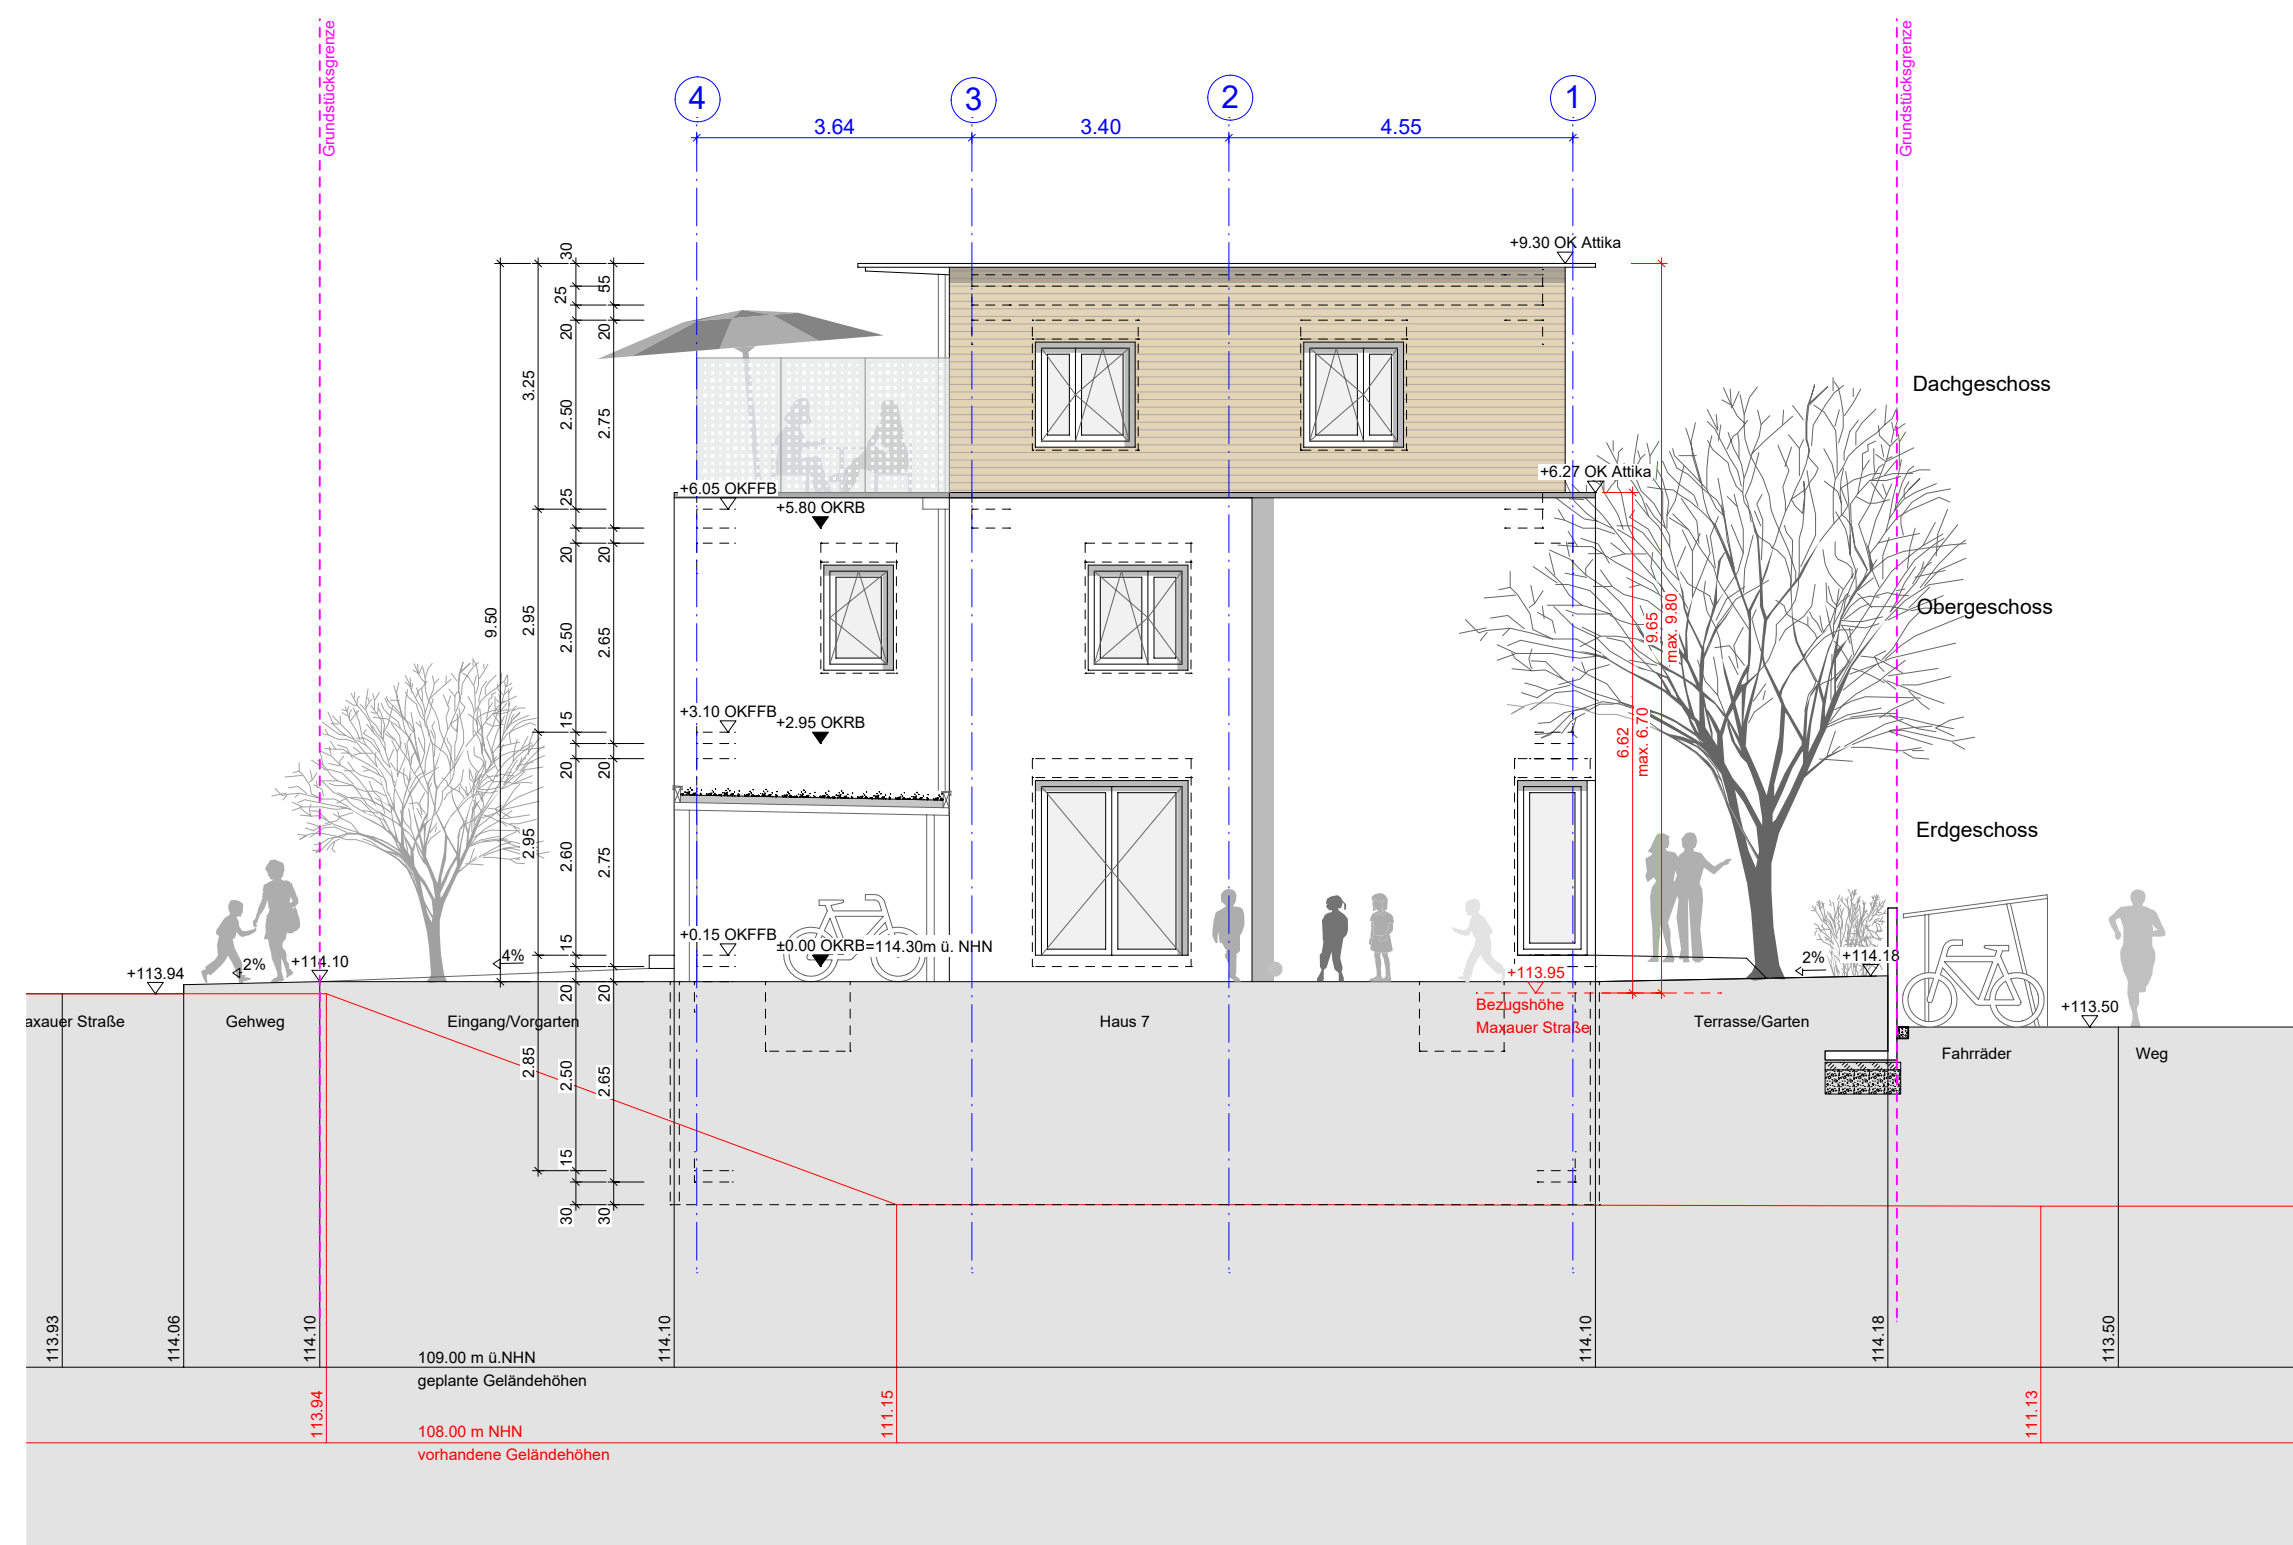 Grundstücksgrenze
Grundstücksgrenze
4
3
2
1
3.64
3.40
4.55
+9.30 OK Attika
30
55
25
20
20
3.25
2.50
2.75
Dachgeschoss
+6.27 OK Attika
+6.05 OKFFB
+5.80 OKRB
25
20
20
9.50
2.95
2.50
2.65
9.65
max. 9.80
Obergeschoss
+3.10 OKFFB
+2.95 OKRB
15
20
20
6.62
max. 6.70
2.95
2.60
2.75
Erdgeschoss
+0.15 OKFFB
±0.00 OKRB=114.30m ü. NHN
15
4%
2%
+114.10
+113.94
2%
+114.18
+113.95
Bezugshöhe
Maxauer Straße
+113.50
20
20
axauer Straße
Gehweg
Eingang/Vorgarten
Haus 7
Terrasse/Garten
Fahrräder
Weg
2.85
2.50
2.65
15
30
30
113.93
114.06
114.10
114.10
114.10
114.18
113.50
109.00 m ü.NHN
geplante Geländehöhen
113.94
111.15
111.13
108.00 m NHN
vorhandene Geländehöhen